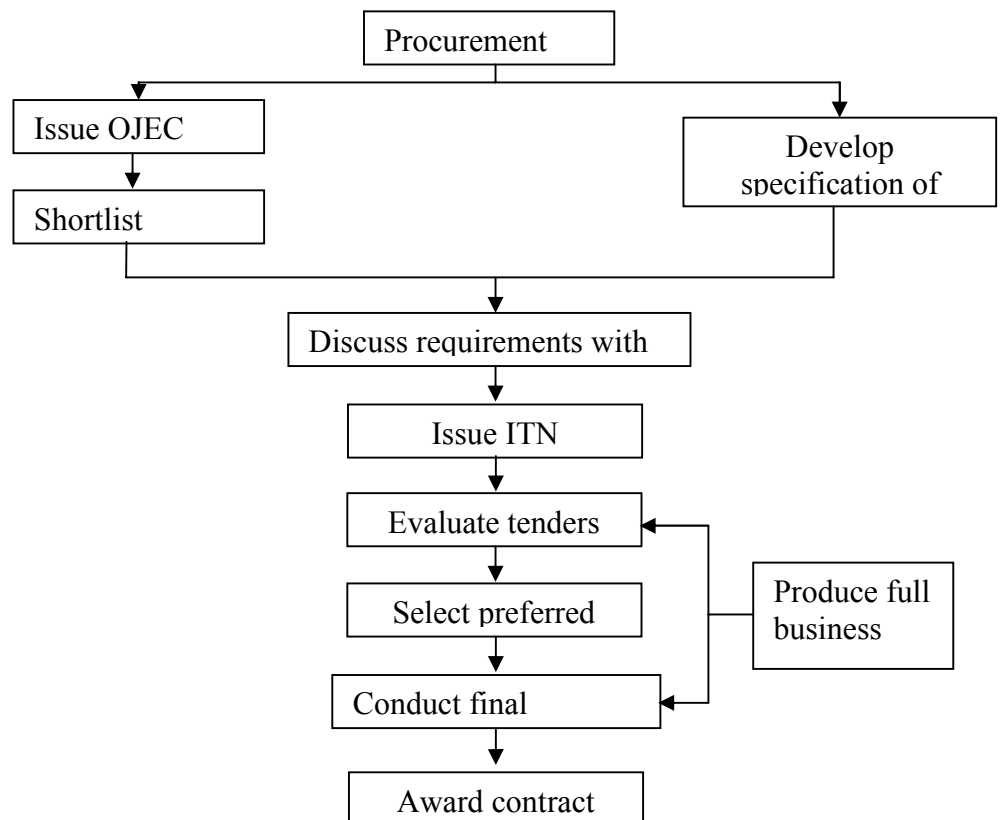 Procurement
Issue OJEC
Develop
specification of
Shortlist
Discuss requirements with
Issue ITN
Evaluate tenders
Select preferred
Produce full
business
Conduct final
Award contract